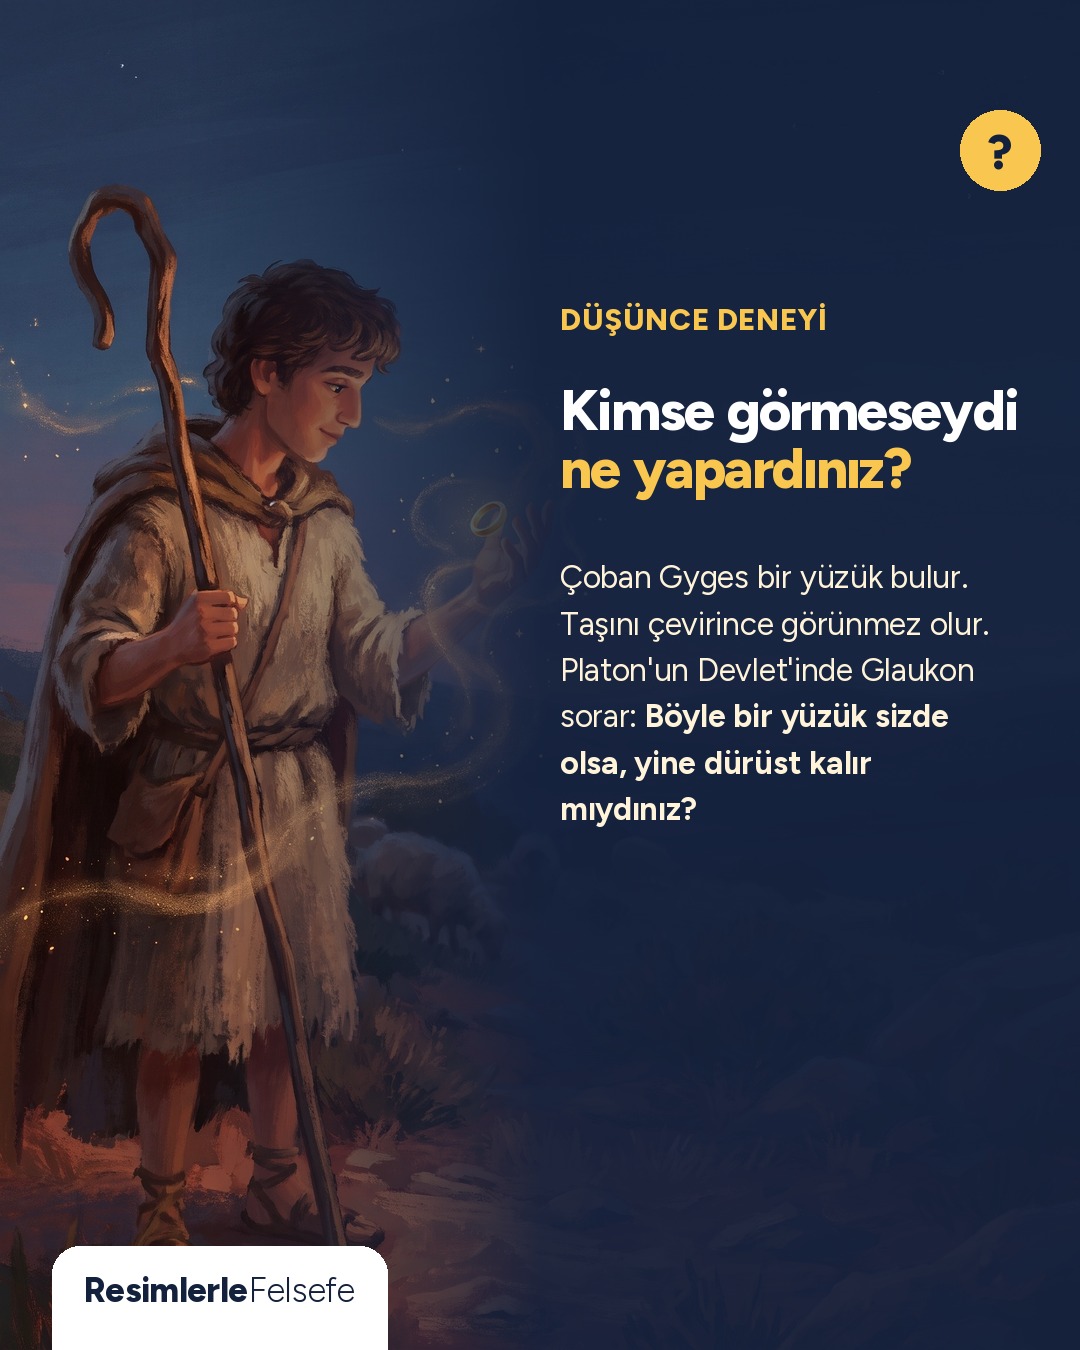 ?
DÜŞÜNCE DENEYİ
Kimse görmeseydi
ne yapardınız?
Çoban Gyges bir yüzük bulur.
Taşını çevirince görünmez olur.
Platon'un Devlet'inde Glaukon
sorar: Böyle bir yüzük sizde
olsa, yine dürüst kalır
mıydınız?
ResimlerleFelsefe